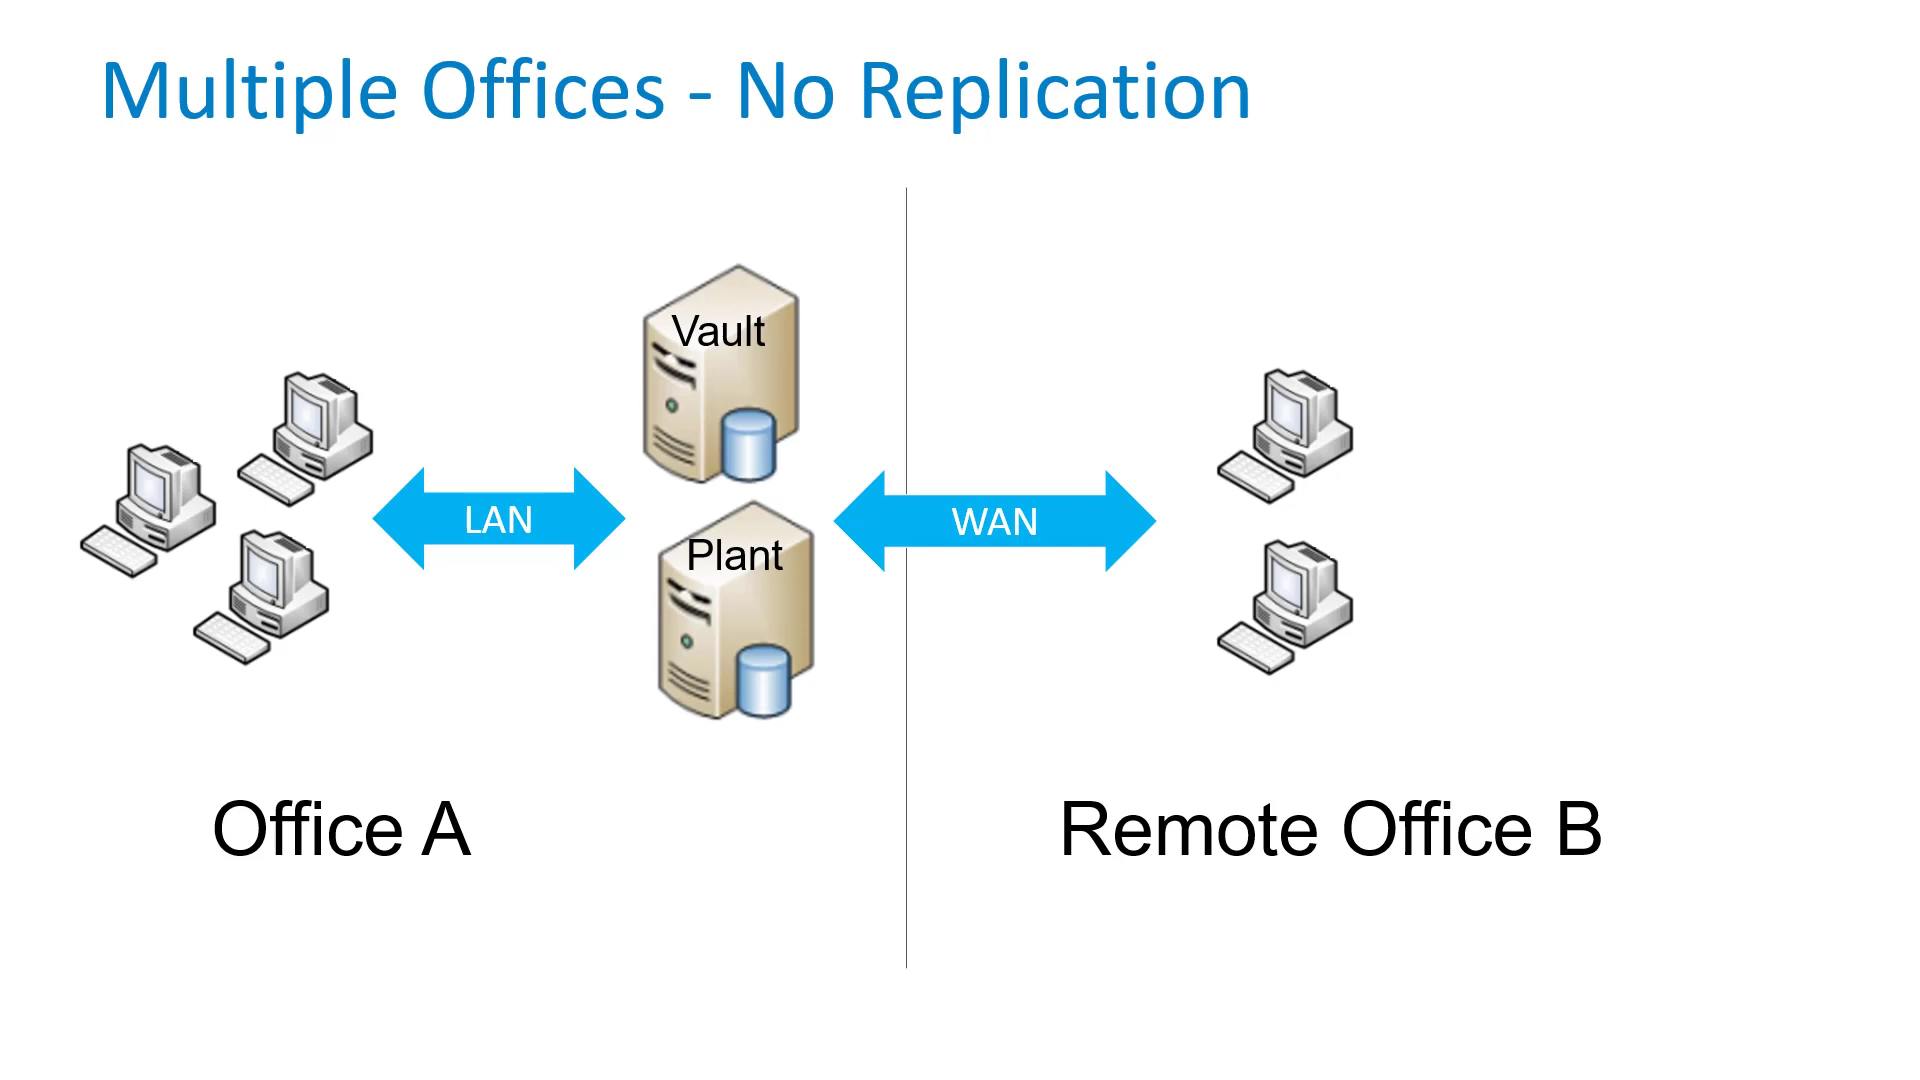 Multiple Offices - No Replication
Vault
LAN
WAN
Plant
Office A
Remote Office B